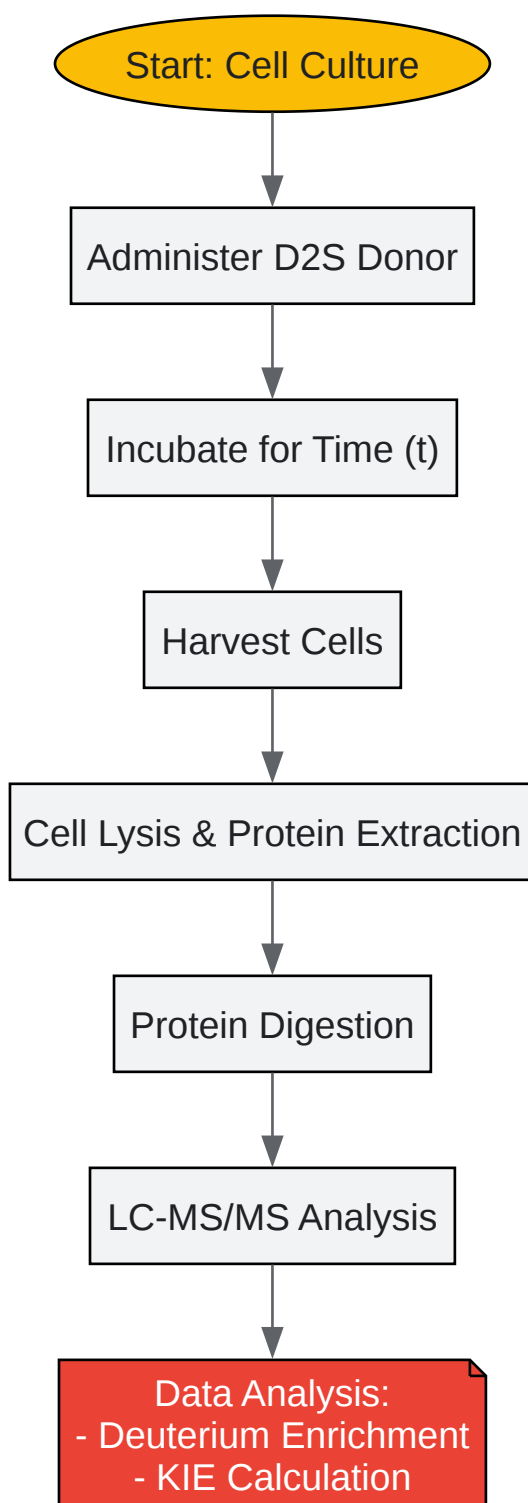 Start: Cell Culture
Administer D2S Donor
Incubate for Time (t)
Harvest Cells
Cell Lysis & Protein Extraction
Protein Digestion
LC-MS/MS Analysis
Data Analysis:
- Deuterium Enrichment
- KIE Calculation